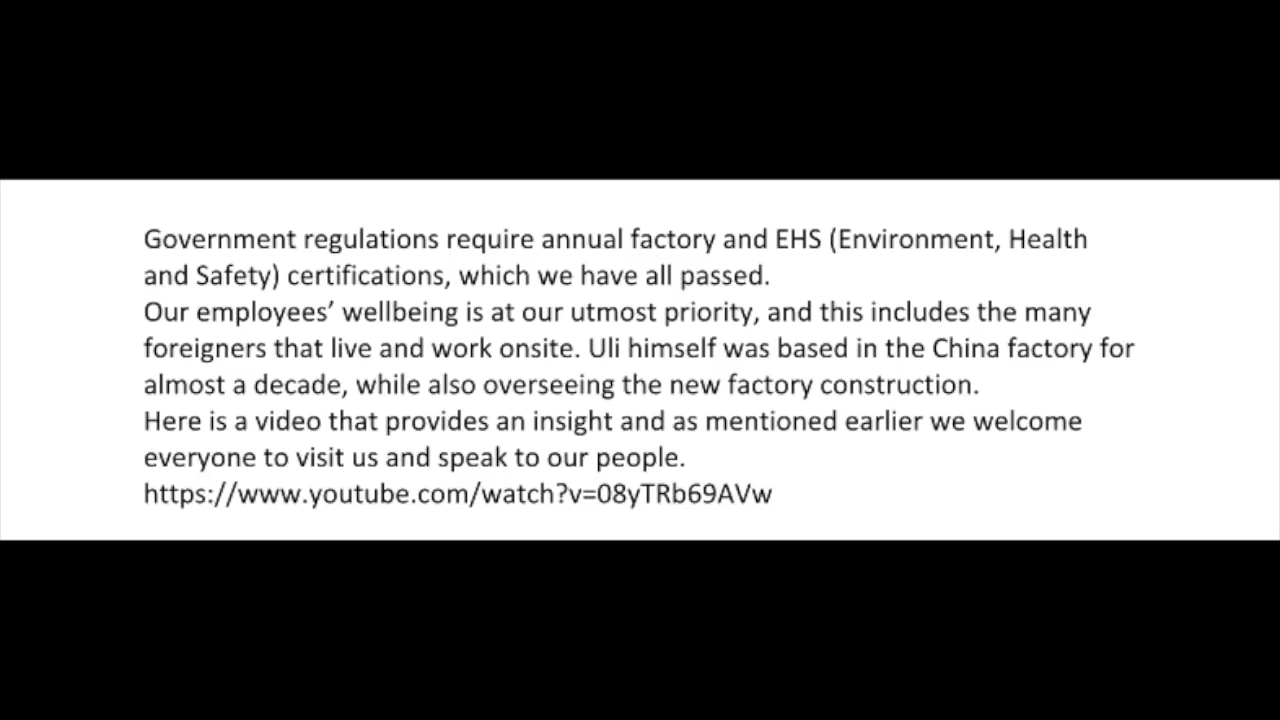 Government regulations require annual factory and EHS (Environment, Health
and Safety) certifications, which we have all passed.
Our employees’ wellbeing is at our utmost priority, and this includes the many
foreigners that live and work onsite. Uli himself was based in the China factory for
almost a decade, while also overseeing the new factory construction.
Here is a video that provides an insight and as mentioned earlier we welcome
everyone to visit us and speak to our people.
https://www.youtube.com/watch?v=08yTRb69AVw